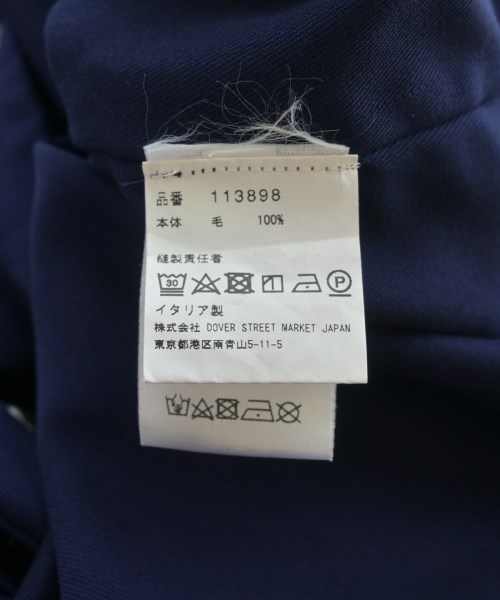 品番 113898
本体 毛 100%
縫製責任者
30 P
イタリア製
株式会社 DOVER STREET MARKET JAPAN
東京都港区南青山5-11-5